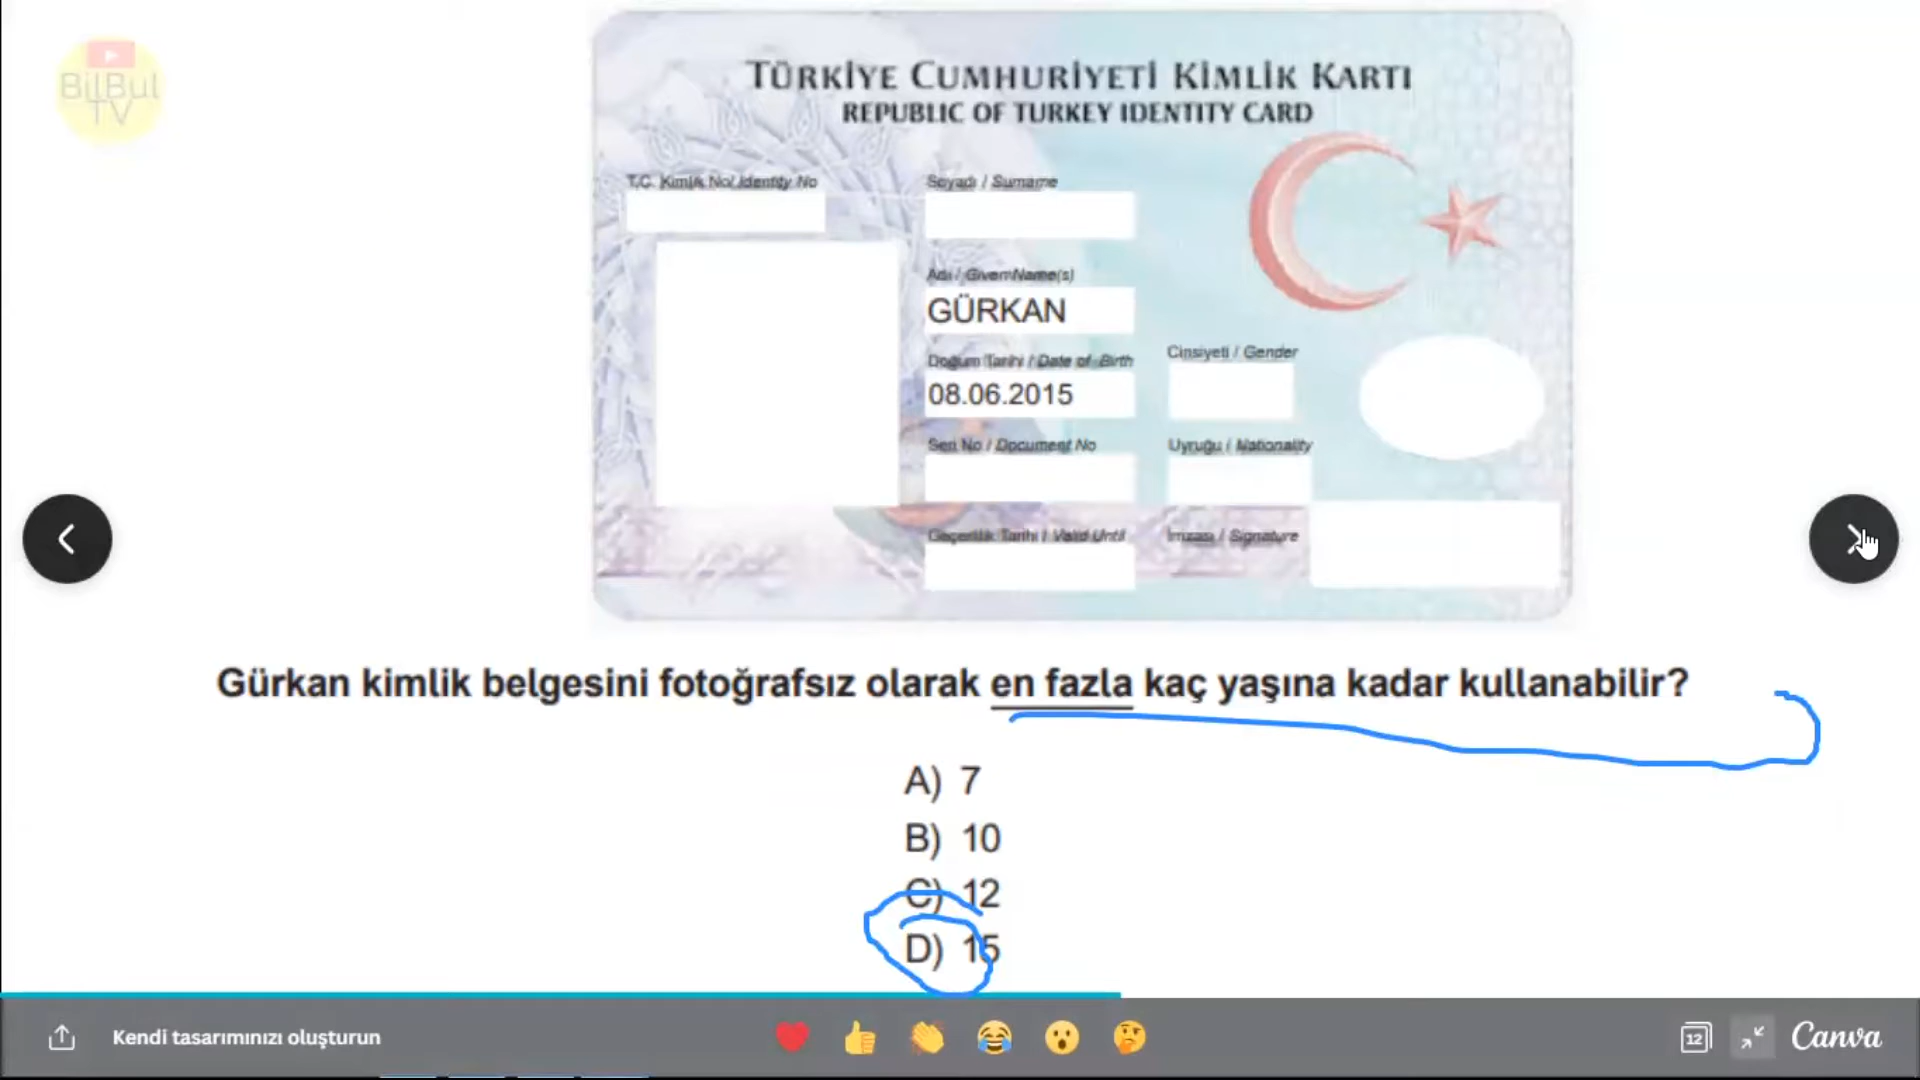 BilBul
TV
TÜRKİYE CUMHURİYETİ KİMLİK KARTI
REPUBLIC OF TURKEY IDENTITY CARD
T.C. Kimlik No/ Identity No
Soyadı / Surname
Adı / Given Name(s)
GÜRKAN
Doğum Tarihi / Date of Birth
08.06.2015
Cinsiyeti / Gender
Seri No / Document No
Uyruğu / Nationality
Geçerlilik Tarihi / Valid Until
İmzası / Signature
Gürkan kimlik belgesini fotoğrafsız olarak en fazla kaç yaşına kadar kullanabilir?
A) 7
B) 10
C) 12
D) 15
Kendi tasarımınızı oluşturun
12
Canva